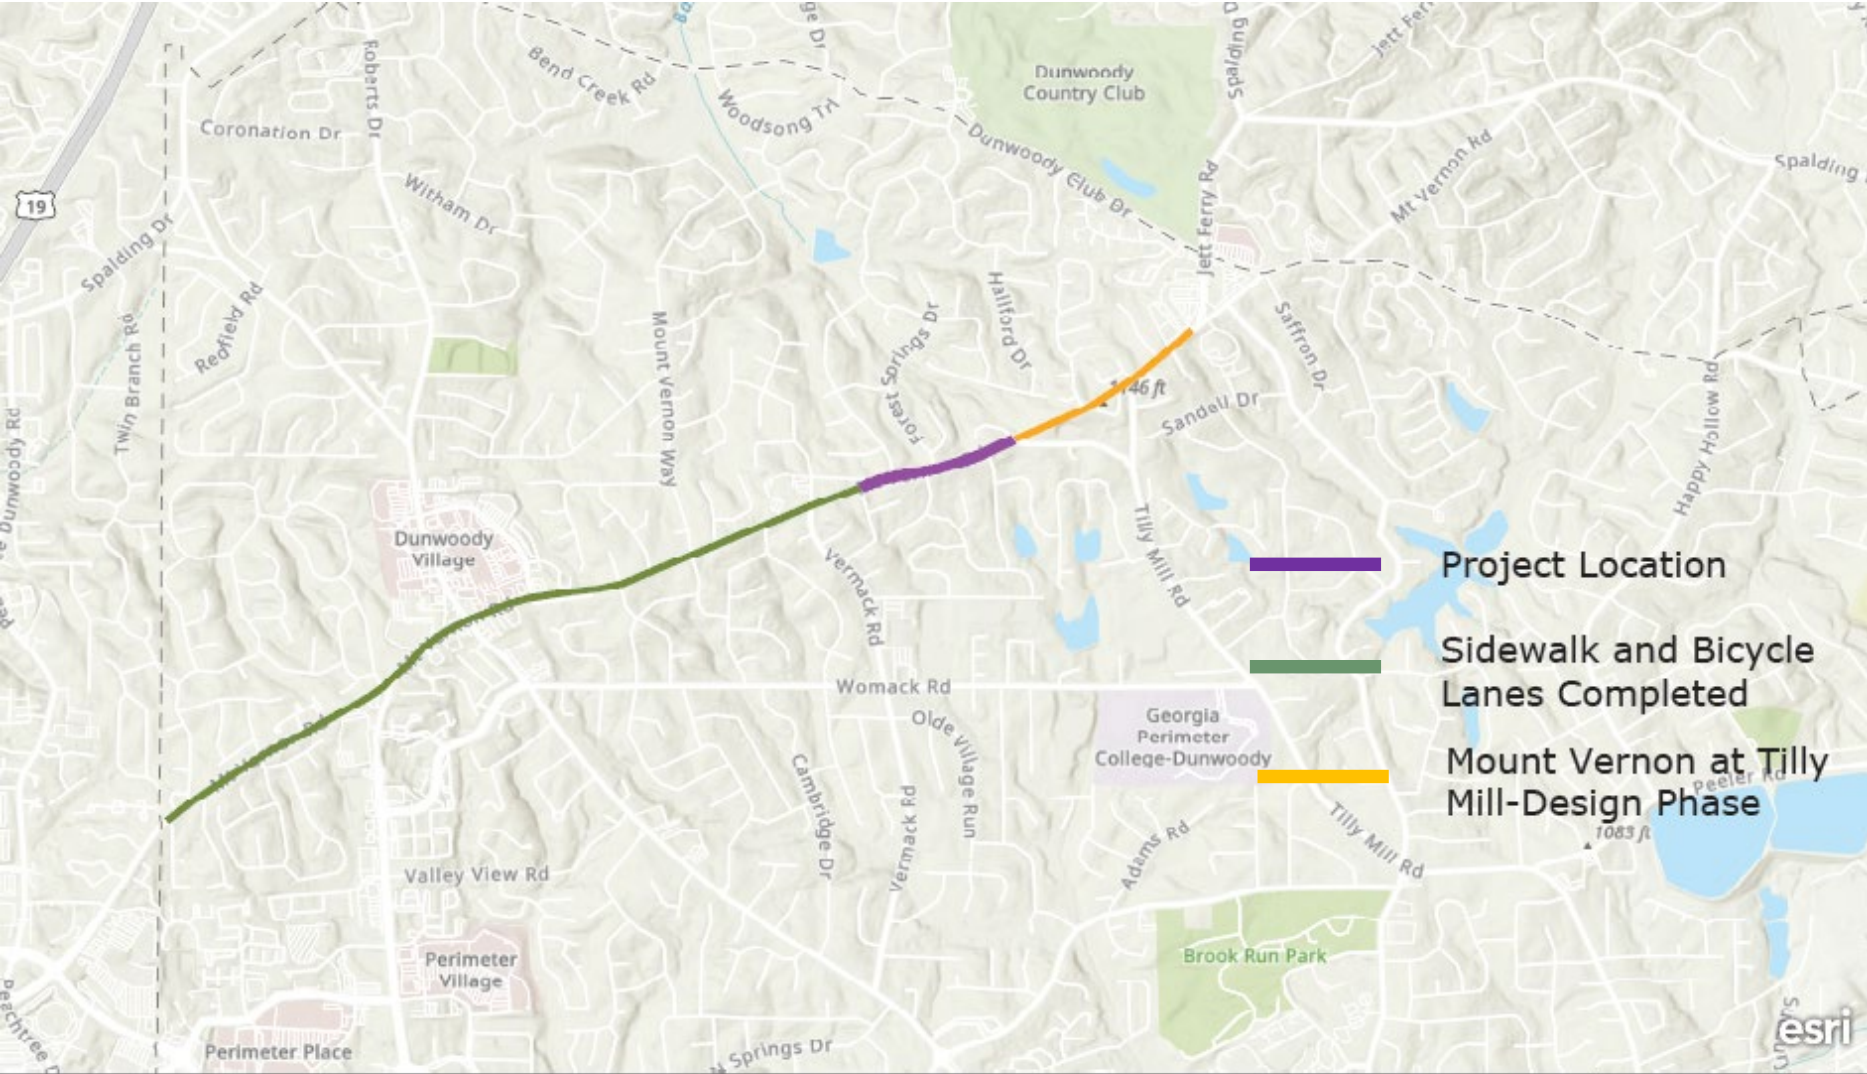 Dunwoody
Country Club
Roberts Dr
Bend Creek Rd
Woodsong Trl
Coronation Dr
Dunwoody Club Dr
Jett Ferry Rd
Mt Vernon Rd
Spalding
19
Witham Dr
Spalding Dr
Redfield Rd
Twin Branch Rd
Mount Vernon Way
Forest Springs Dr
Hallford Dr
Saffron Dr
Sandell Dr
Happy Hollow Rd
Dunwoody Rd
Dunwoody
Village
Vermack Rd
Tilly Mill Rd
Project Location
Sidewalk and Bicycle
Lanes Completed
Mount Vernon at Tilly
Mill-Design Phase
Womack Rd
Olde Village Run
Georgia
Perimeter
College-Dunwoody
Peeler Rd
1083 ft
Cambridge Dr
Vermack Rd
Adams Rd
Tilly Mill Rd
Valley View Rd
Perimeter
Village
Brook Run Park
Perimeter Place
N Springs Dr
esri